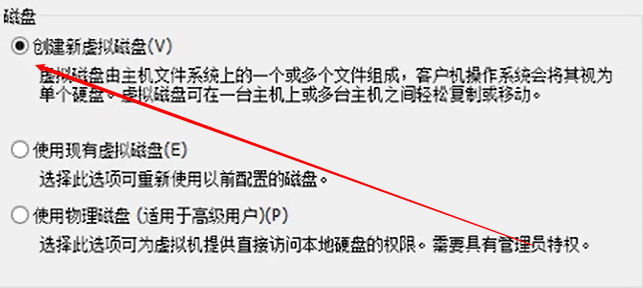 磁盘
创建新虚拟磁盘(V)
虚拟磁盘由主机文件系统上的一个或多个文件组成，客户机操作系统会将其视为
单个硬盘。虚拟磁盘可在一台主机上或多台主机之间轻松复制或移动。
使用现有虚拟磁盘(E)
选择此选项可重新使用以前配置的磁盘。
使用物理磁盘 (适用于高级用户)(P)
选择此选项可为虚拟机提供直接访问本地硬盘的权限。需要具有管理员特权。